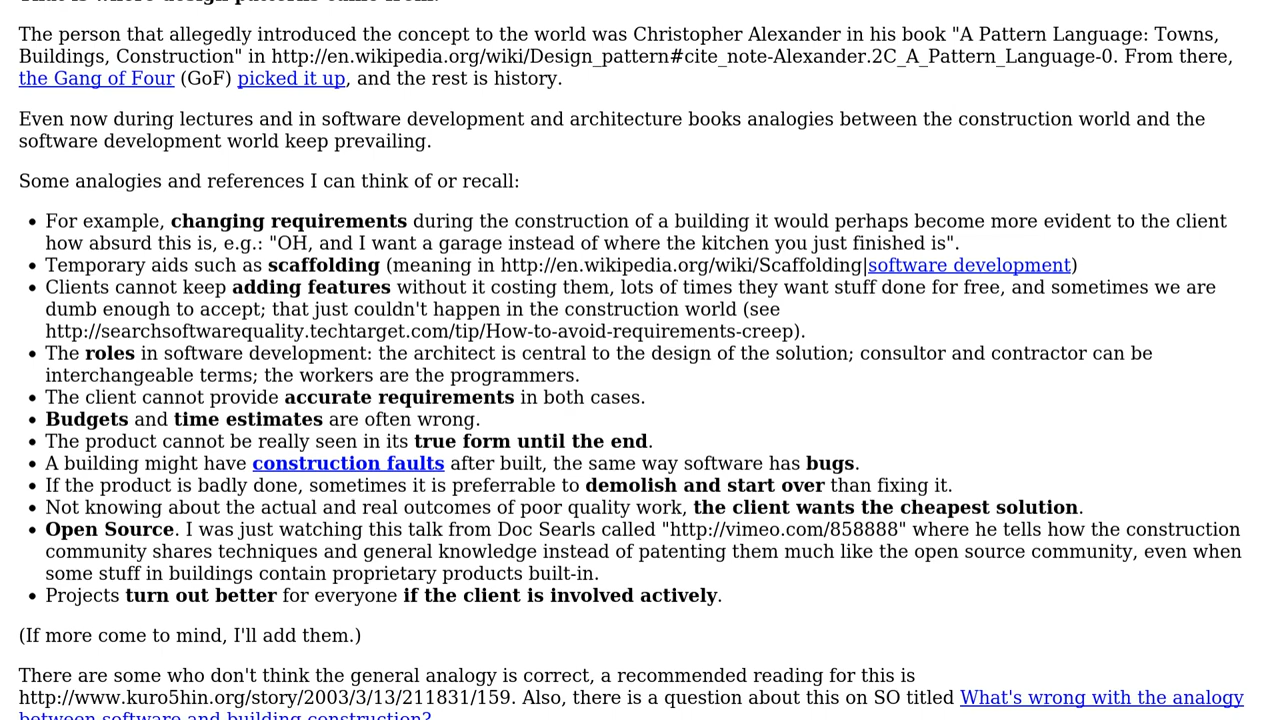 That is where design patterns came from.
The person that allegedly introduced the concept to the world was Christopher Alexander in his book "A Pattern Language: Towns,
Buildings, Construction" in http://en.wikipedia.org/wiki/Design_pattern#cite_note-Alexander.2C_A_Pattern_Language-0. From there,
the Gang of Four (GoF) picked it up, and the rest is history.
Even now during lectures and in software development and architecture books analogies between the construction world and the
software development world keep prevailing.
Some analogies and references I can think of or recall:
• For example, changing requirements during the construction of a building it would perhaps become more evident to the client
how absurd this is, e.g.: "OH, and I want a garage instead of where the kitchen you just finished is".
• Temporary aids such as scaffolding (meaning in http://en.wikipedia.org/wiki/Scaffolding|software development)
• Clients cannot keep adding features without it costing them, lots of times they want stuff done for free, and sometimes we are
dumb enough to accept; that just couldn't happen in the construction world (see
http://searchsoftwarequality.techtarget.com/tip/How-to-avoid-requirements-creep).
• The roles in software development: the architect is central to the design of the solution; consultor and contractor can be
interchangeable terms; the workers are the programmers.
• The client cannot provide accurate requirements in both cases.
• Budgets and time estimates are often wrong.
• The product cannot be really seen in its true form until the end.
• A building might have construction faults after built, the same way software has bugs.
• If the product is badly done, sometimes it is preferrable to demolish and start over than fixing it.
• Not knowing about the actual and real outcomes of poor quality work, the client wants the cheapest solution.
• Open Source. I was just watching this talk from Doc Searls called "http://vimeo.com/858888" where he tells how the construction
community shares techniques and general knowledge instead of patenting them much like the open source community, even when
some stuff in buildings contain proprietary products built-in.
• Projects turn out better for everyone if the client is involved actively.
(If more come to mind, I'll add them.)
There are some who don't think the general analogy is correct, a recommended reading for this is
http://www.kuro5hin.org/story/2003/3/13/211831/159. Also, there is a question about this on SO titled What's wrong with the analogy
between software and building construction?